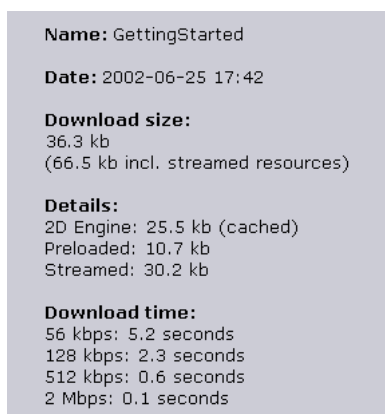 Name: GettingStarted
Date: 2002-06-25 17:42
Download size:
36.3 kb
(66.5 kb incl. streamed resources)
Details:
2D Engine: 25.5 kb (cached)
Preloaded: 10.7 kb
Streamed: 30.2 kb
Download time:
56 kbps: 5.2 seconds
128 kbps: 2.3 seconds
512 kbps: 0.6 seconds
2 Mbps: 0.1 seconds